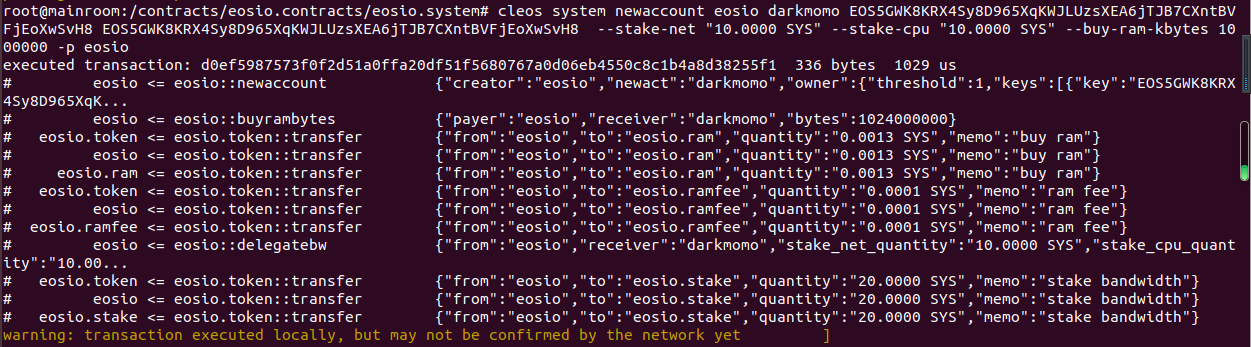 root@mainroom:/contracts/eosio.contracts/eosio.system# cleos system newaccount eosio darkmomo EOS5GWK8KRX4Sy8D965XqKWJLUzsXEA6jTJB7CXntBV
FjEoXwSvH8 EOS5GWK8KRX4Sy8D965XqKWJLUzsXEA6jTJB7CXntBVFjEoXwSvH8  --stake-net "10.0000 SYS" --stake-cpu "10.0000 SYS" --buy-ram-kbytes 10
00000 -p eosio
executed transaction: d0ef5987573f0f2d51a0ffa20df51f5680767a0d06eb4550c8c1b4a8d38255f1  336 bytes  1029 us
#         eosio <= eosio::newaccount            {"creator":"eosio","newact":"darkmomo","owner":{"threshold":1,"keys":[{"key":"EOS5GWK8KRX
4Sy8D965XqK...
#         eosio <= eosio::buyrambytes           {"payer":"eosio","receiver":"darkmomo","bytes":1024000000}
#   eosio.token <= eosio.token::transfer        {"from":"eosio","to":"eosio.ram","quantity":"0.0013 SYS","memo":"buy ram"}
#         eosio <= eosio.token::transfer        {"from":"eosio","to":"eosio.ram","quantity":"0.0013 SYS","memo":"buy ram"}
#     eosio.ram <= eosio.token::transfer        {"from":"eosio","to":"eosio.ram","quantity":"0.0013 SYS","memo":"buy ram"}
#   eosio.token <= eosio.token::transfer        {"from":"eosio","to":"eosio.ramfee","quantity":"0.0001 SYS","memo":"ram fee"}
#         eosio <= eosio.token::transfer        {"from":"eosio","to":"eosio.ramfee","quantity":"0.0001 SYS","memo":"ram fee"}
#  eosio.ramfee <= eosio.token::transfer        {"from":"eosio","to":"eosio.ramfee","quantity":"0.0001 SYS","memo":"ram fee"}
#         eosio <= eosio::delegatebw            {"from":"eosio","receiver":"darkmomo","stake_net_quantity":"10.0000 SYS","stake_cpu_quant
ity":"10.00...
#   eosio.token <= eosio.token::transfer        {"from":"eosio","to":"eosio.stake","quantity":"20.0000 SYS","memo":"stake bandwidth"}
#         eosio <= eosio.token::transfer        {"from":"eosio","to":"eosio.stake","quantity":"20.0000 SYS","memo":"stake bandwidth"}
#   eosio.stake <= eosio.token::transfer        {"from":"eosio","to":"eosio.stake","quantity":"20.0000 SYS","memo":"stake bandwidth"}
warning: transaction executed locally, but may not be confirmed by the network yet         ]